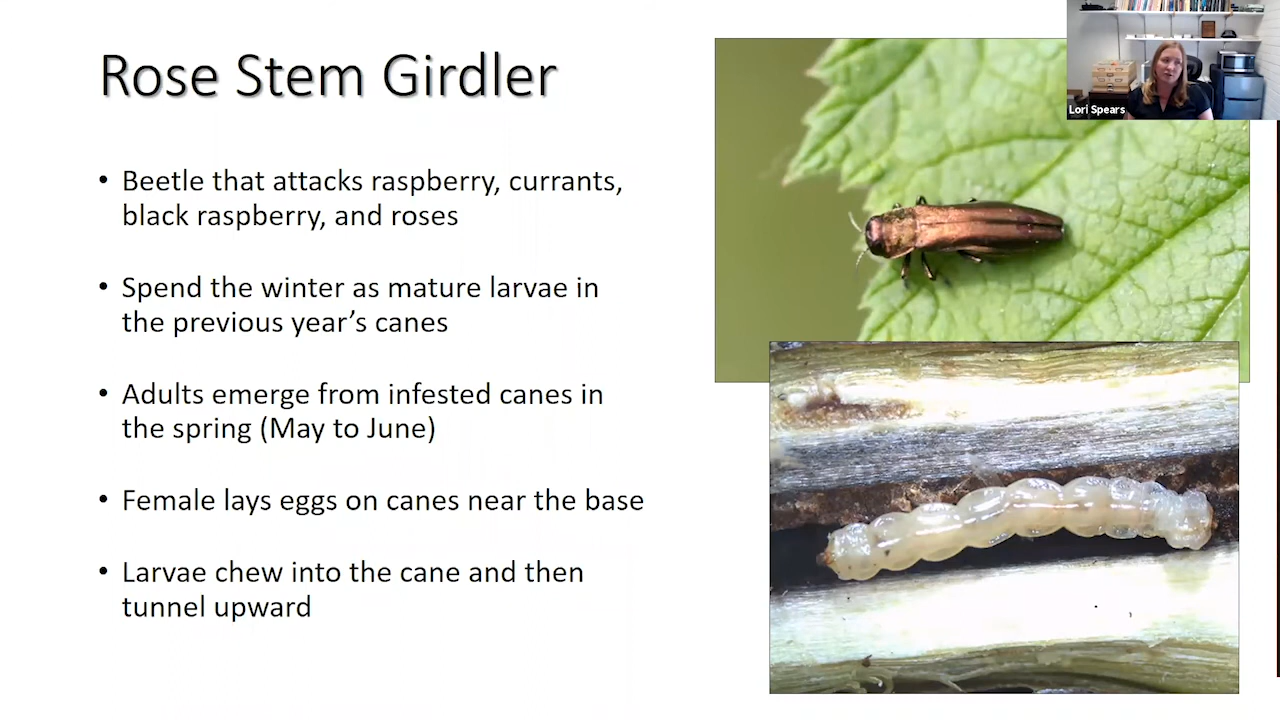 Rose Stem Girdler
Lori Spears
• Beetle that attacks raspberry, currants,
black raspberry, and roses
• Spend the winter as mature larvae in
the previous year’s canes
• Adults emerge from infested canes in
the spring (May to June)
• Female lays eggs on canes near the base
• Larvae chew into the cane and then
tunnel upward